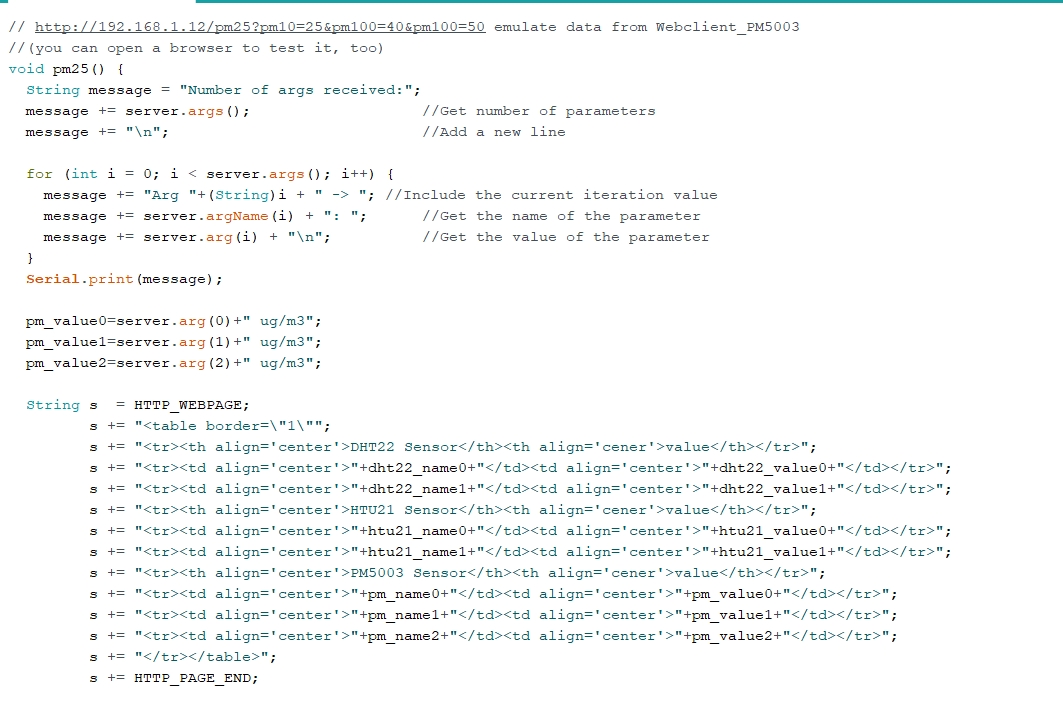 // http://192.168.1.12/pm25?pm10=25&pm100=40&pm100=50 emulate data from Webclient_PM5003
//(you can open a browser to test it, too)
void pm25() {
  String message = "Number of args received:";
  message += server.args();                   //Get number of parameters
  message += "\n";                            //Add a new line

  for (int i = 0; i < server.args(); i++) {
    message += "Arg "+(String)i + " -> "; //Include the current iteration value
    message += server.argName(i) + ": ";      //Get the name of the parameter
    message += server.arg(i) + "\n";          //Get the value of the parameter
  }
  Serial.print(message);

  pm_value0=server.arg(0)+" ug/m3";
  pm_value1=server.arg(1)+" ug/m3";
  pm_value2=server.arg(2)+" ug/m3";

  String s  = HTTP_WEBPAGE;
         s += "<table border=\"1\"";
         s += "<tr><th align='center'>DHT22 Sensor</th><th align='cener'>value</th></tr>";
         s += "<tr><td align='center'>"+dht22_name0+"</td><td align='center'>"+dht22_value0+"</td></tr>";
         s += "<tr><td align='center'>"+dht22_name1+"</td><td align='center'>"+dht22_value1+"</td></tr>";
         s += "<tr><th align='center'>HTU21 Sensor</th><th align='cener'>value</th></tr>";
         s += "<tr><td align='center'>"+htu21_name0+"</td><td align='center'>"+htu21_value0+"</td></tr>";
         s += "<tr><td align='center'>"+htu21_name1+"</td><td align='center'>"+htu21_value1+"</td></tr>";
         s += "<tr><th align='center'>PM5003 Sensor</th><th align='cener'>value</th></tr>";
         s += "<tr><td align='center'>"+pm_name0+"</td><td align='center'>"+pm_value0+"</td></tr>";
         s += "<tr><td align='center'>"+pm_name1+"</td><td align='center'>"+pm_value1+"</td></tr>";
         s += "<tr><td align='center'>"+pm_name2+"</td><td align='center'>"+pm_value2+"</td></tr>";
         s += "</tr></table>";
         s += HTTP_PAGE_END;